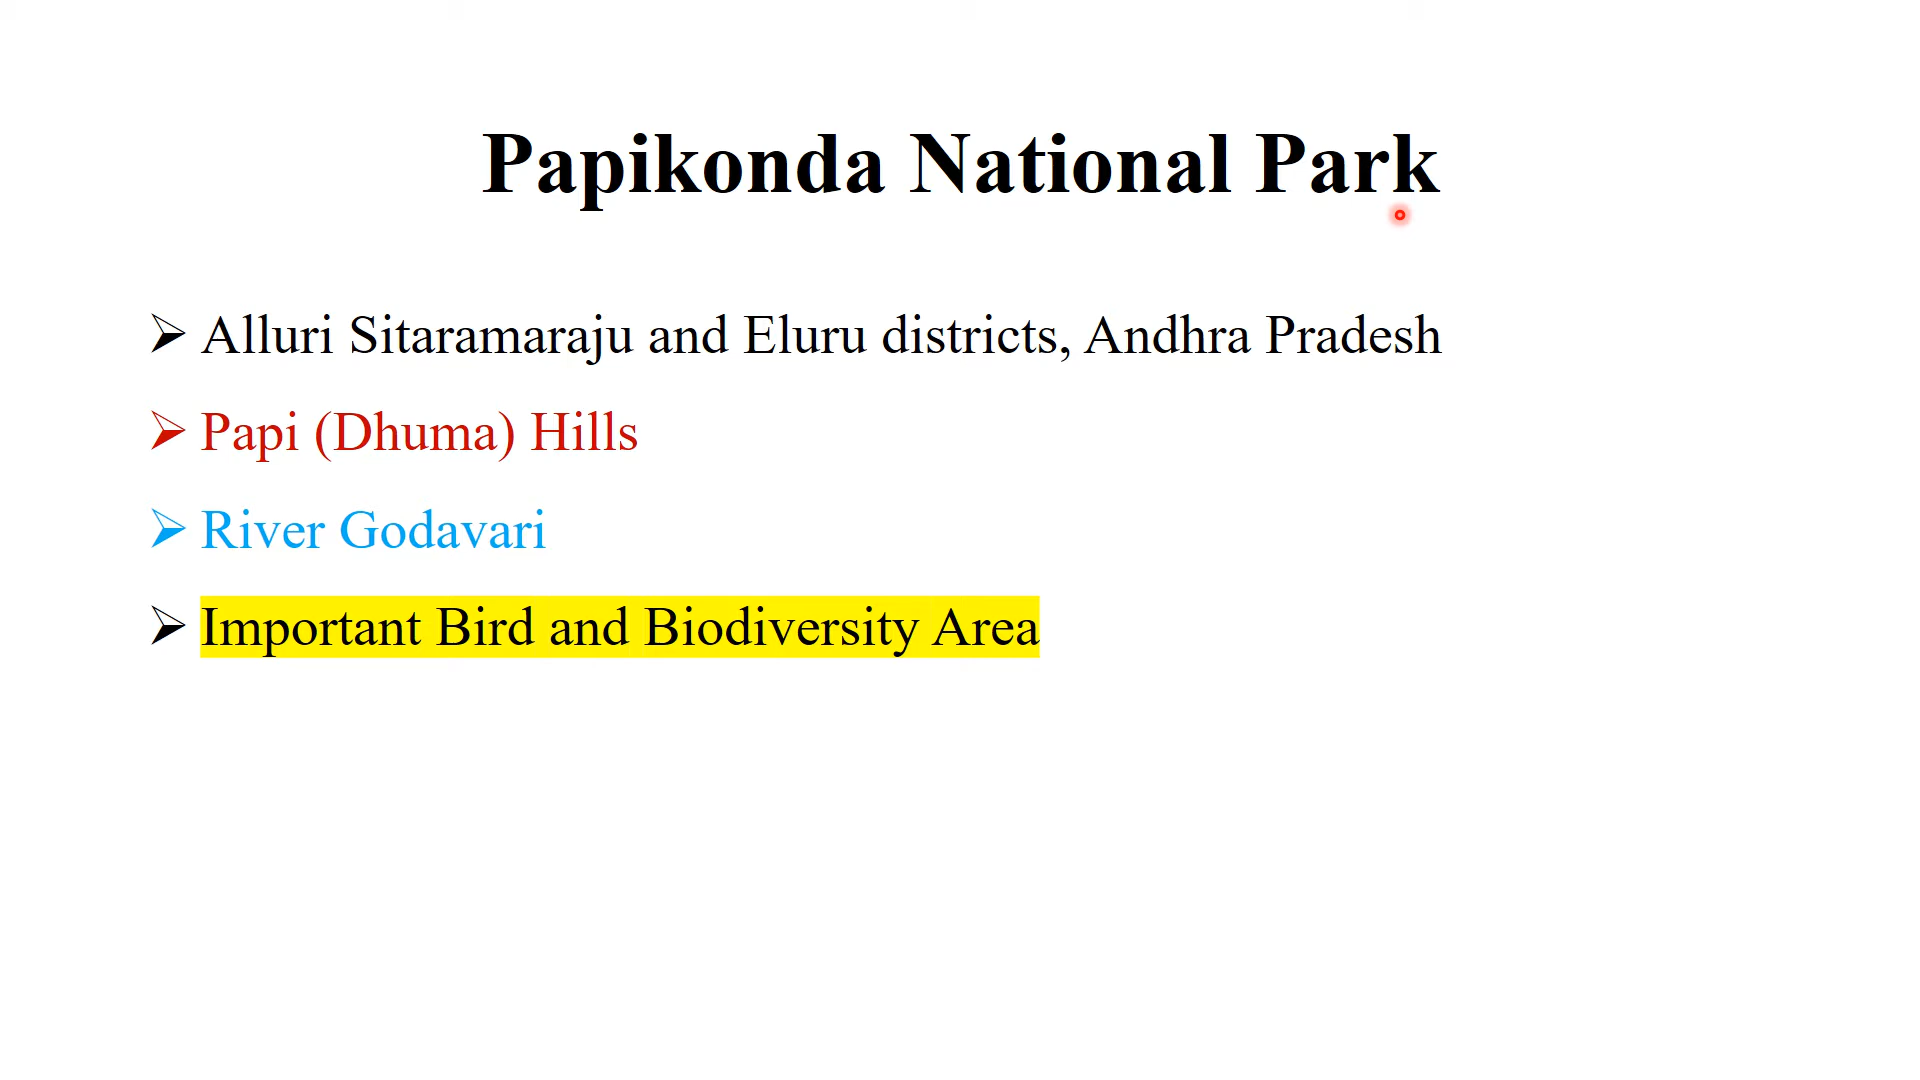 Papikonda National Park
Alluri Sitaramaraju and Eluru districts, Andhra Pradesh
Papi (Dhuma) Hills
River Godavari
Important Bird and Biodiversity Area